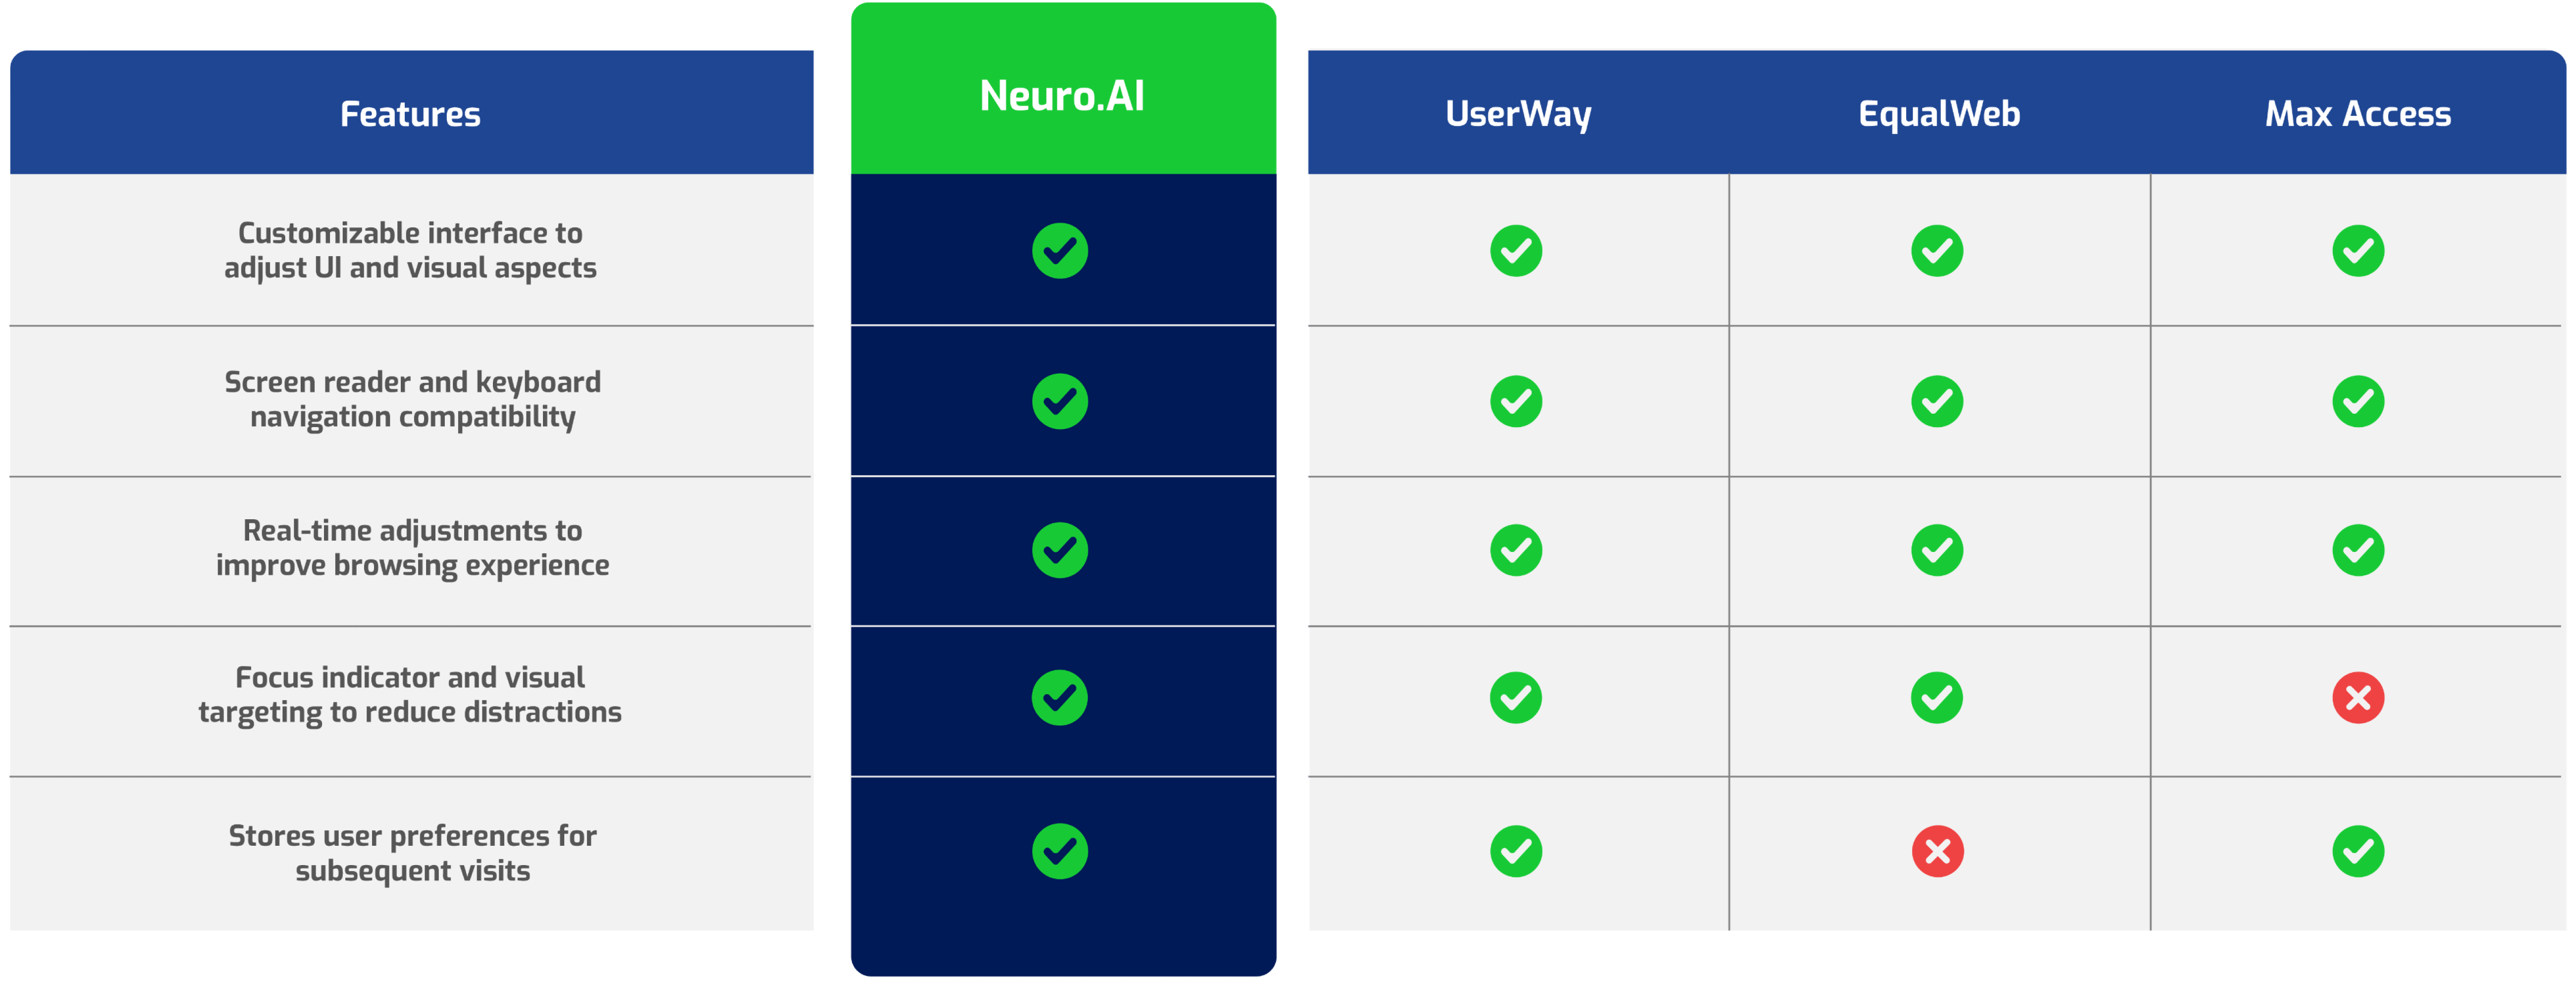 Features
Neuro.AI
UserWay
EqualWeb
Max Access
Customizable interface to
adjust UI and visual aspects
Screen reader and keyboard
navigation compatibility
Real-time adjustments to
improve browsing experience
Focus indicator and visual
targeting to reduce distractions
Stores user preferences for
subsequent visits